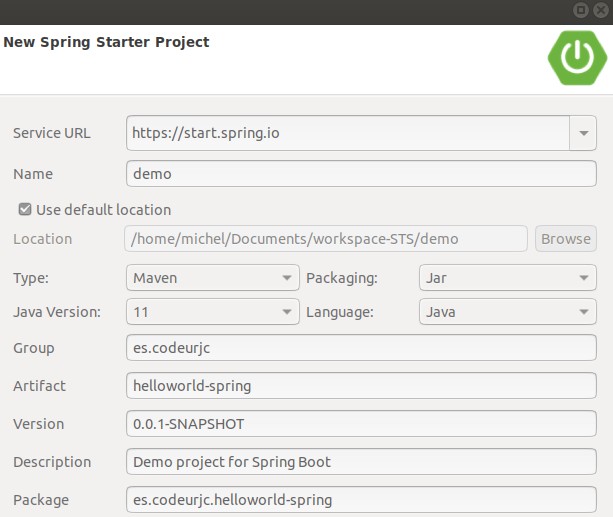 New Spring Starter Project
Service URL https://start.spring.io
Name demo
Use default location
Location /home/michel/Documents/workspace-STS/demo Browse
Type: Maven Packaging: Jar
Java Version: 11 Language: Java
Group es.codeurjc
Artifact helloworld-spring
Version 0.0.1-SNAPSHOT
Description Demo project for Spring Boot
Package es.codeurjc.helloworld-spring